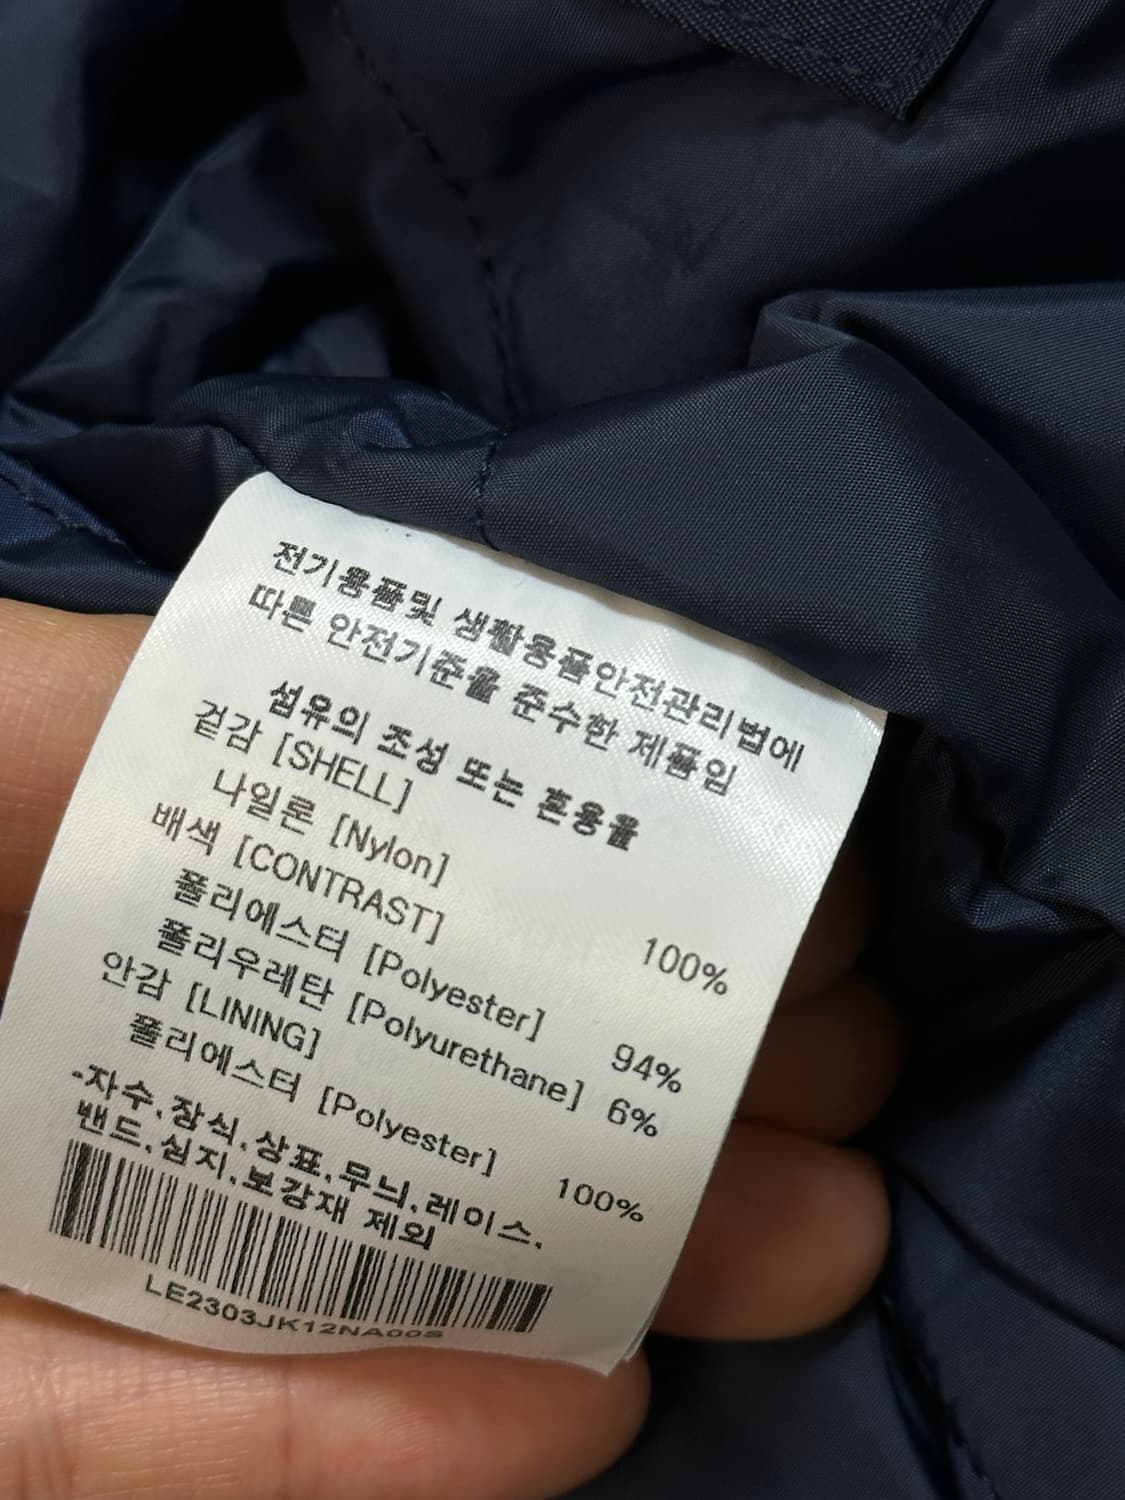 전기용품및 생활용품안전관리법에
따른 안전기준을 준수한 제품임
섬유의 조성 또는 혼용율
겉감 [SHELL]
나일론 [Nylon] 100%
배색 [CONTRAST]
폴리에스터 [Polyester] 94%
폴리우레탄 [Polyurethane] 6%
안감 [LINING]
폴리에스터 [Polyester] 100%
-자수.장식.상표.무늬.레이스.
밴드.심지.보강재 제외
LE2303JK12NA00S